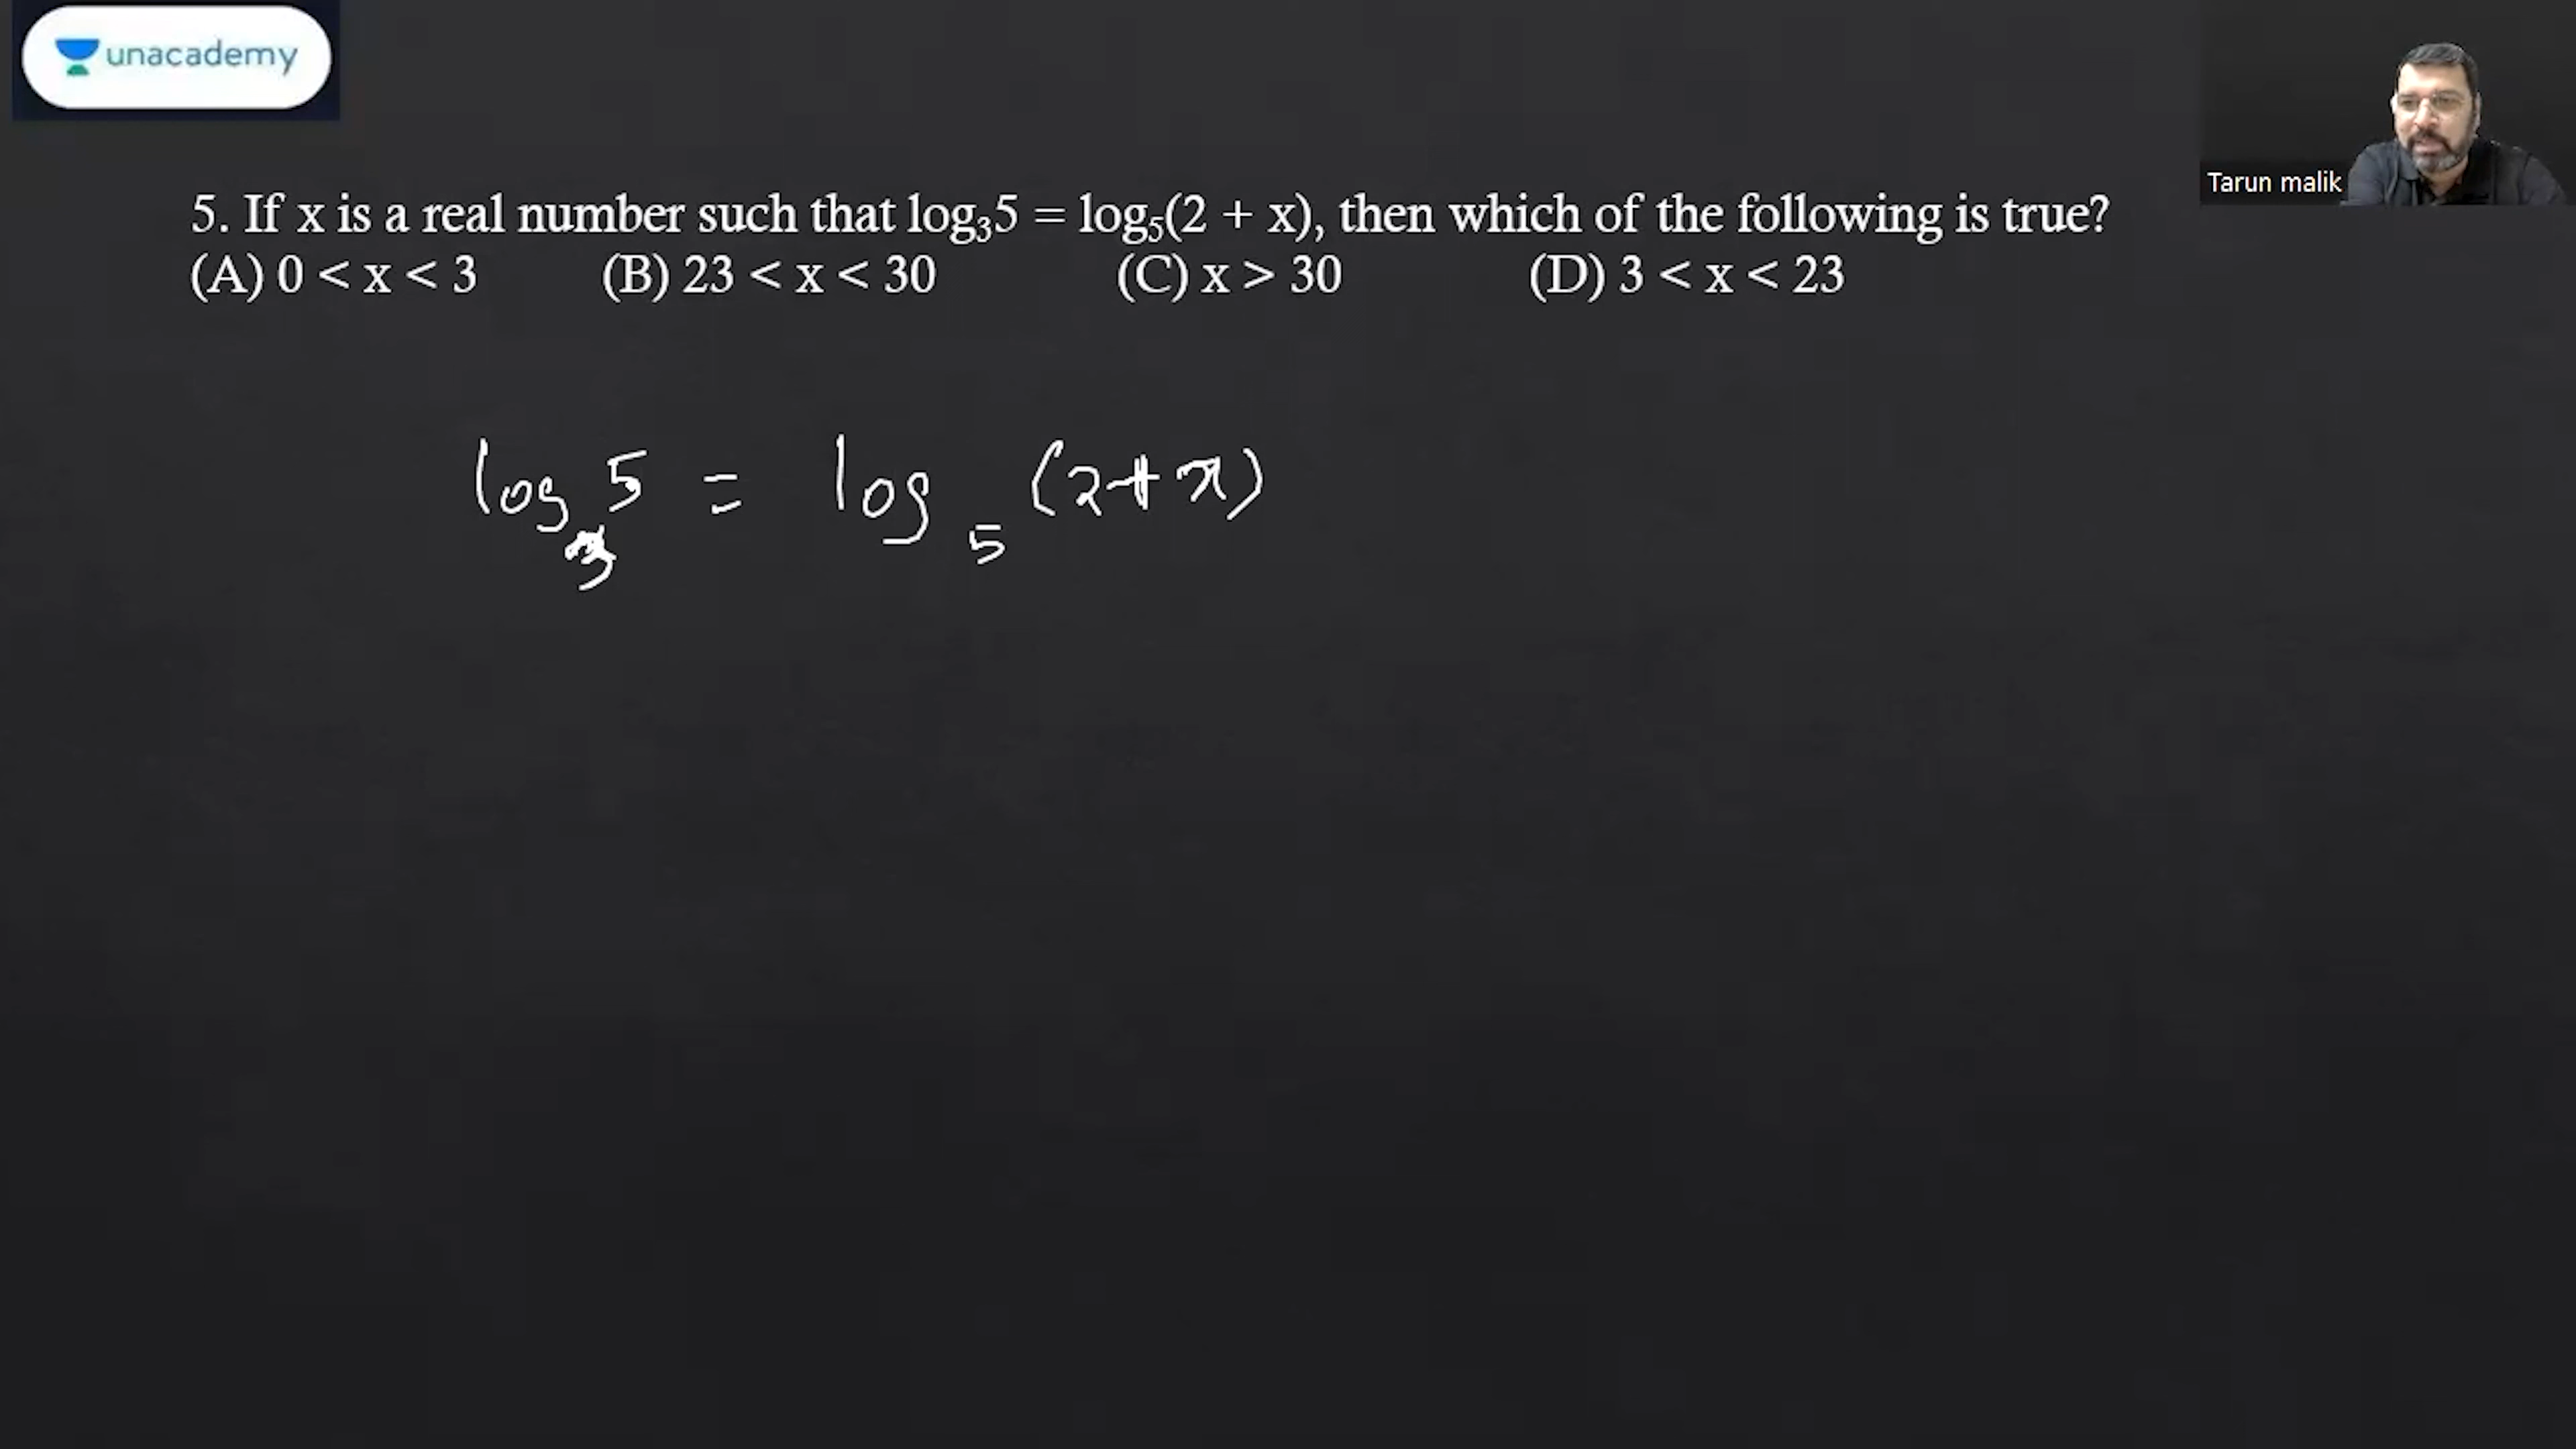 unacademy
Tarun malik
5. If x is a real number such that log₃5 = log₅(2 + x), then which of the following is true?
(A) 0 < x < 3 (B) 23 < x < 30 (C) x > 30 (D) 3 < x < 23
log₃5 = log₅(2+x)